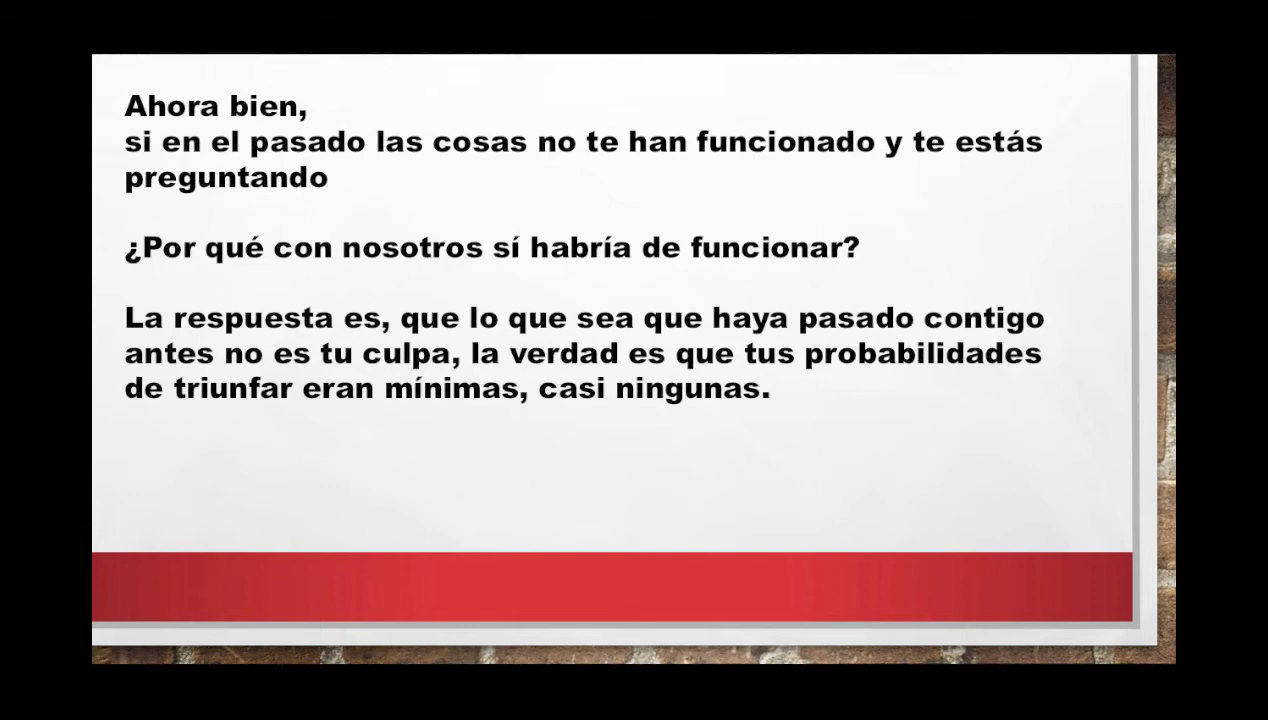 Ahora bien,
si en el pasado las cosas no te han funcionado y te estás
preguntando
¿Por qué con nosotros sí habría de funcionar?
La respuesta es, que lo que sea que haya pasado contigo
antes no es tu culpa, la verdad es que tus probabilidades
de triunfar eran mínimas, casi ningunas.